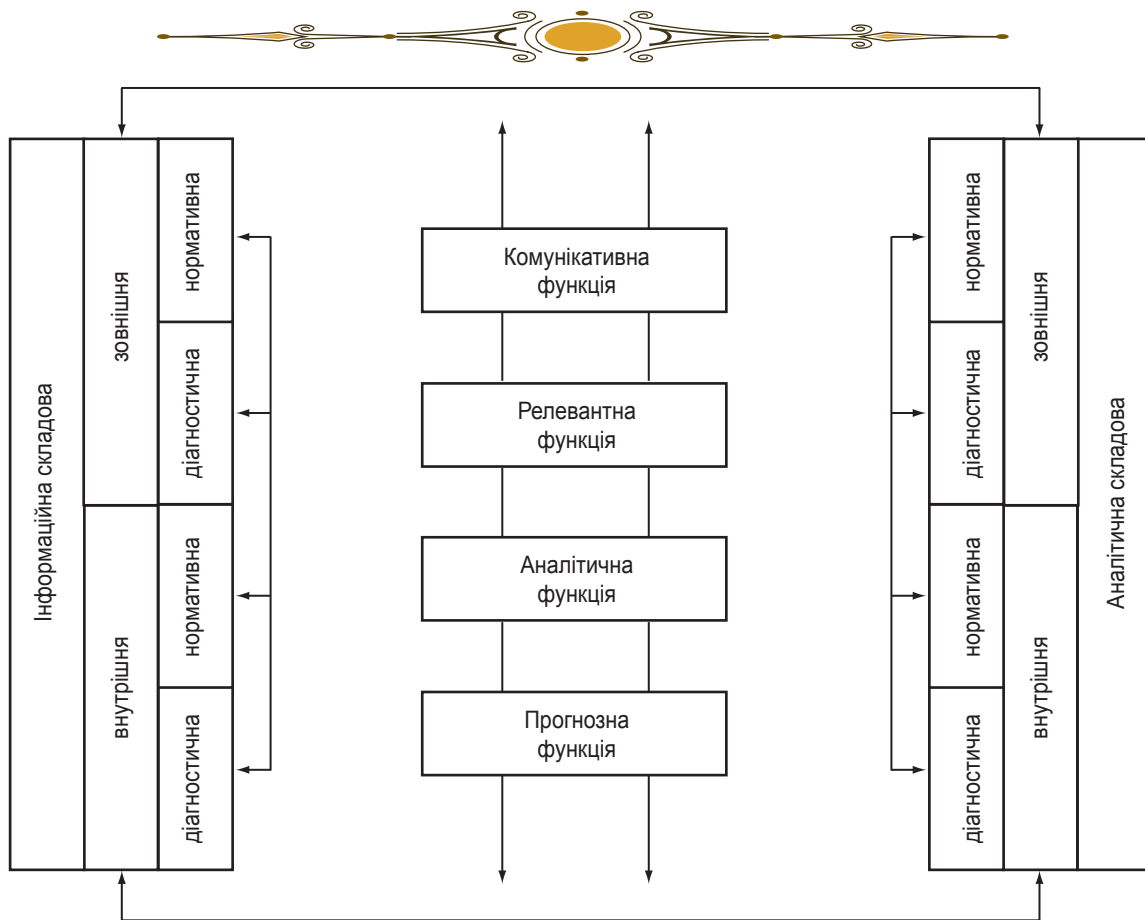 Інформаційна складова
зовнішня
внутрішня
нормативна
діагностична
нормативна
діагностична
Комунікативна
функція
Релевантна
функція
Аналітична
функція
Прогнозна
функція
нормативна
діагностична
нормативна
діагностична
зовнішня
внутрішня
Аналітична складова